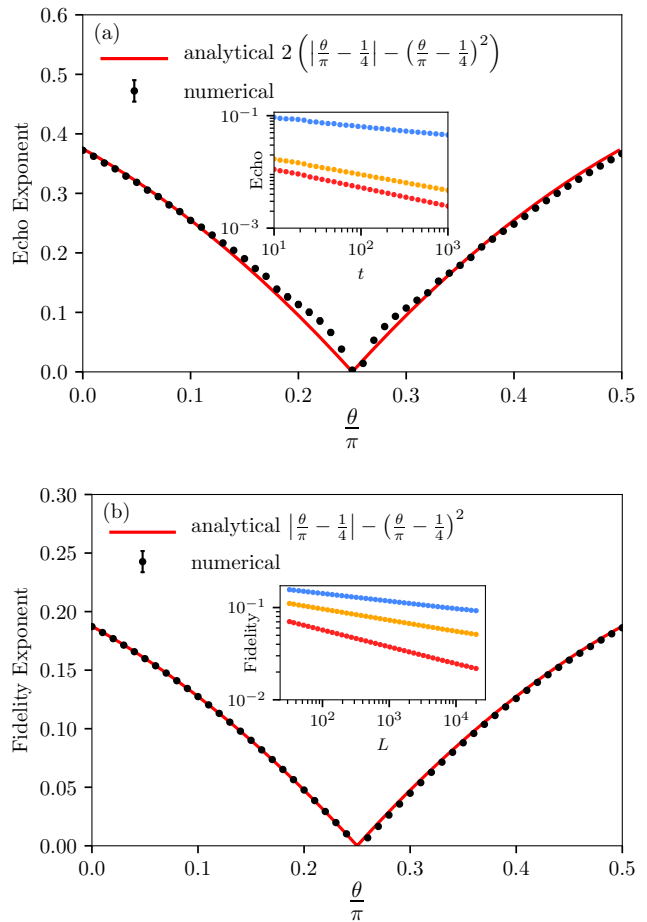 0.6
(a)
analytical 2 ( | θ/π − 1/4 | − ( θ/π − 1/4 )² )
numerical
0.5
0.4
0.3
0.2
0.1
0.0
Echo Exponent
10⁻¹
10⁻³
Echo
10¹ 10² 10³
t
0.0 0.1 0.2 0.3 0.4 0.5
θ/π
0.30
(b)
analytical | θ/π − 1/4 | − ( θ/π − 1/4 )²
numerical
0.25
0.20
0.15
0.10
0.05
0.00
Fidelity Exponent
10⁻¹
10⁻²
Fidelity
10² 10³ 10⁴
L
0.0 0.1 0.2 0.3 0.4 0.5
θ/π